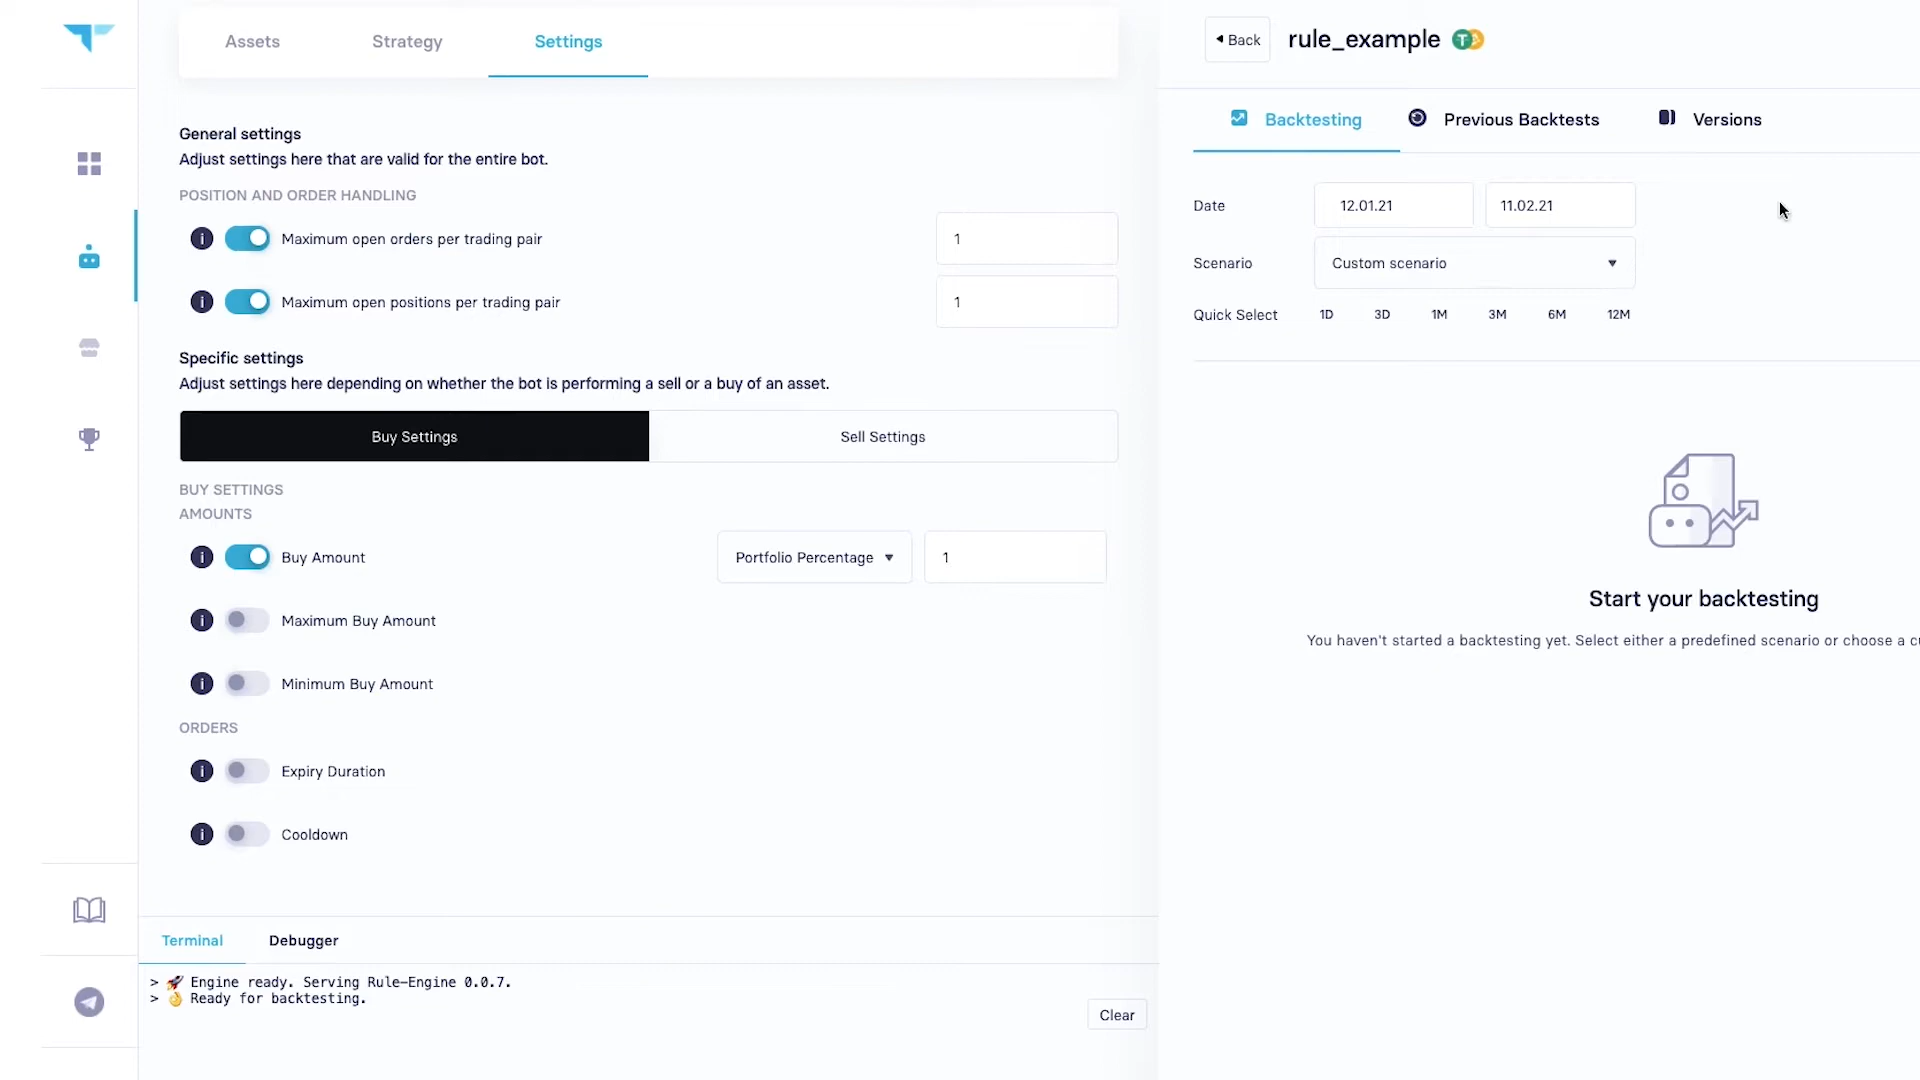 Assets
Strategy
Settings
General settings
Adjust settings here that are valid for the entire bot.
POSITION AND ORDER HANDLING
i
Maximum open orders per trading pair
1
i
Maximum open positions per trading pair
1
Specific settings
Adjust settings here depending on whether the bot is performing a sell or a buy of an asset.
Buy Settings
Sell Settings
BUY SETTINGS
AMOUNTS
i
Buy Amount
Portfolio Percentage
1
i
Maximum Buy Amount
i
Minimum Buy Amount
ORDERS
i
Expiry Duration
i
Cooldown
Terminal
Debugger
> 🚀 Engine ready. Serving Rule-Engine 0.0.7.
> 👌 Ready for backtesting.
Clear
Back
rule_example
Backtesting
Previous Backtests
Versions
Date
12.01.21
11.02.21
Scenario
Custom scenario
Quick Select
1D
3D
1M
3M
6M
12M
Start your backtesting
You haven't started a backtesting yet. Select either a predefined scenario or choose a